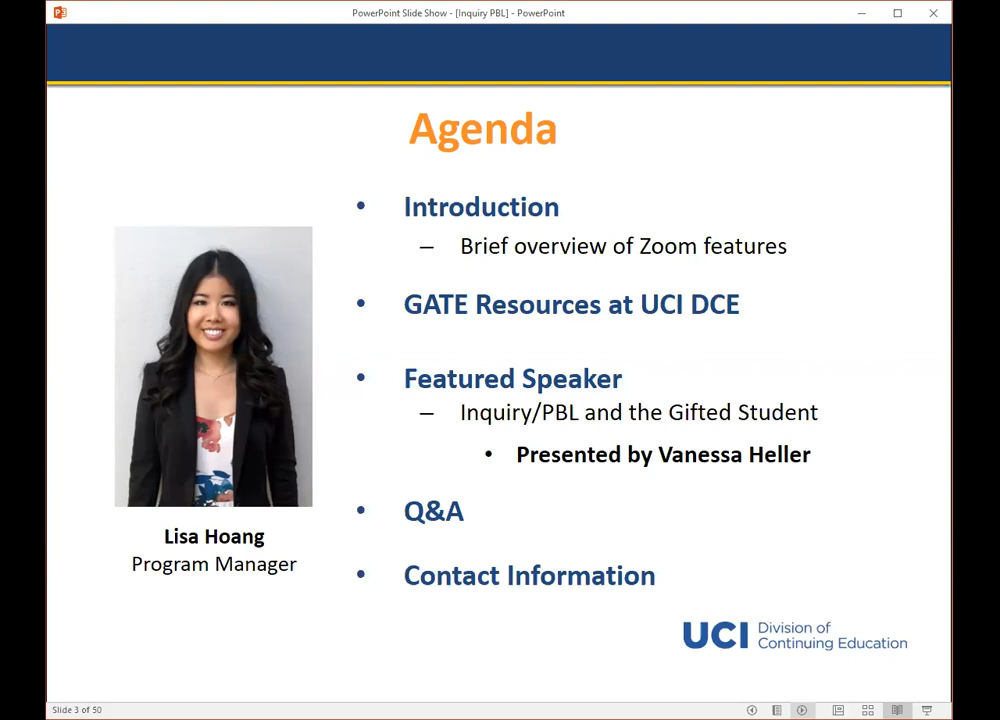 PowerPoint Slide Show - [Inquiry PBL] - PowerPoint
Agenda
• Introduction
– Brief overview of Zoom features
• GATE Resources at UCI DCE
• Featured Speaker
– Inquiry/PBL and the Gifted Student
• Presented by Vanessa Heller
• Q&A
• Contact Information
Lisa Hoang
Program Manager
UCI Division of
Continuing Education
Slide 3 of 50